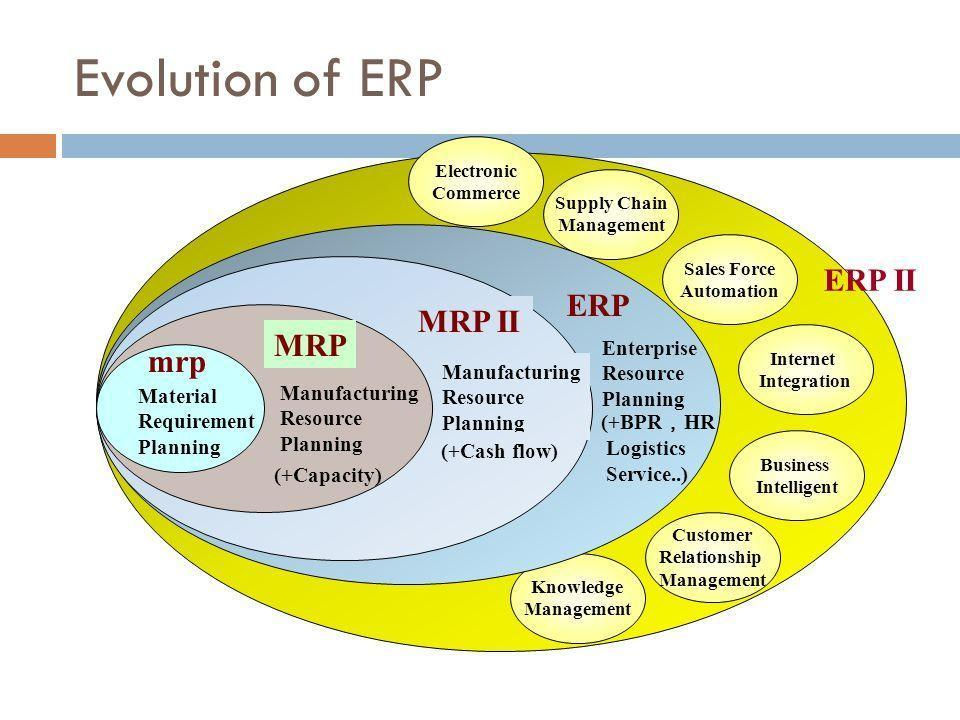 Evolution of ERP
Electronic
Commerce
Supply Chain
Management
Sales Force
Automation
ERP II
Internet
Integration
Business
Intelligent
Customer
Relationship
Management
Knowledge
Management
ERP
Enterprise
Resource
Planning
(+BPR，HR
Logistics
Service..)
MRP II
Manufacturing
Resource
Planning
(+Cash flow)
MRP
Manufacturing
Resource
Planning
(+Capacity)
mrp
Material
Requirement
Planning